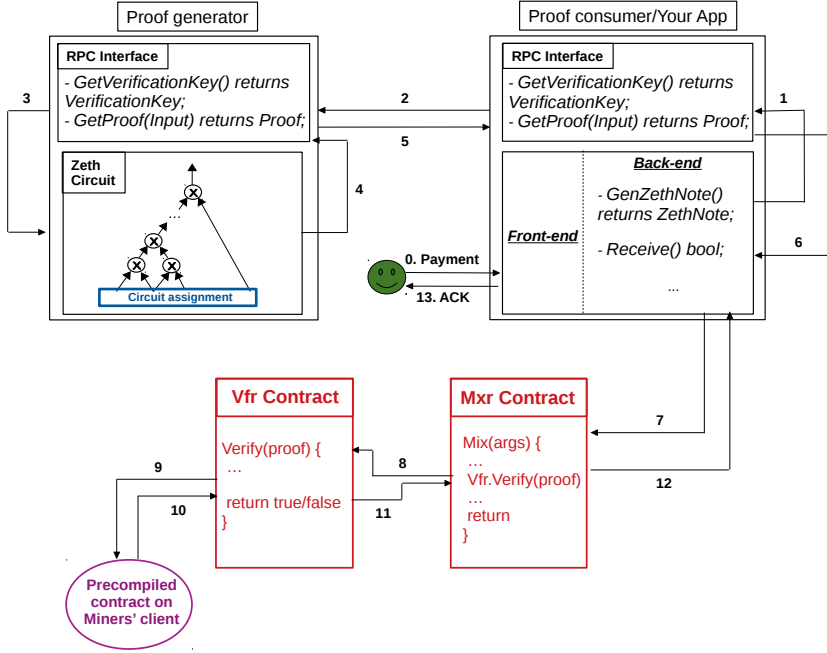 Proof generator
Proof consumer/Your App
RPC Interface
- GetVerificationKey() returns
VerificationKey;
- GetProof(Input) returns Proof;
RPC Interface
- GetVerificationKey() returns
VerificationKey;
- GetProof(Input) returns Proof;
3
2
5
1
4
6
Zeth
Circuit
x
...
x
x
x
Circuit assignment
Back-end
- GenZethNote()
returns ZethNote;
Front-end
- Receive() bool;
...
0. Payment
13. ACK
Vfr Contract
Verify(proof) {
...
return true/false
}
Mxr Contract
Mix(args) {
...
Vfr.Verify(proof)
...
return
}
7
8
9
10
11
12
Precompiled
contract on
Miners' client